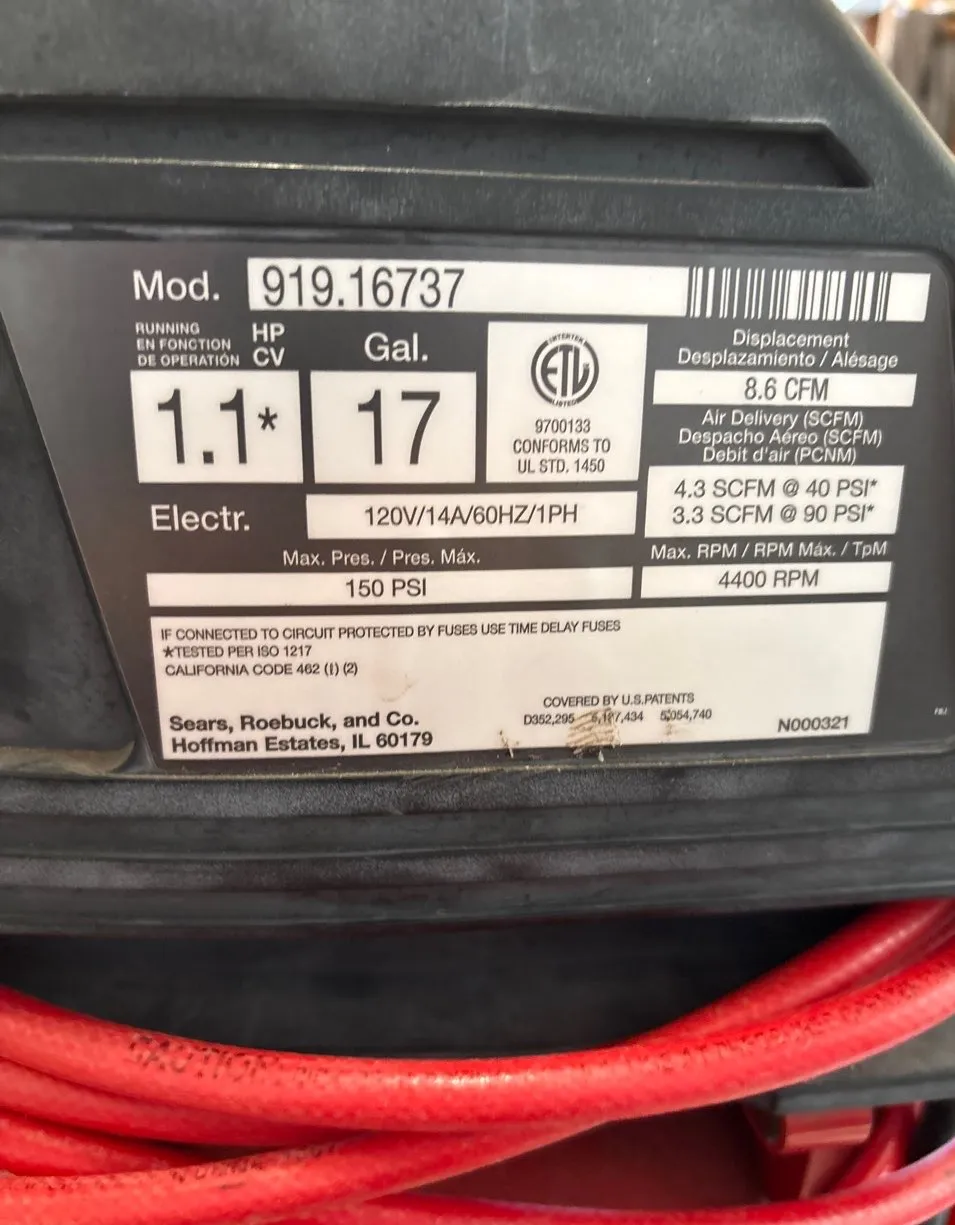 Mod. 919.16737
RUNNING
EN FONCTION
DE OPERATIÓN
HP
CV
1.1*
Gal.
17
INTERTEK
ETL
LISTED
9700133
CONFORMS TO
UL STD. 1450
Displacement
Desplazamiento / Alésage
8.6 CFM
Air Delivery (SCFM)
Despacho Aéreo (SCFM)
Debit d'air (PCNM)
4.3 SCFM @ 40 PSI*
3.3 SCFM @ 90 PSI*
Electr. 120V/14A/60HZ/1PH
Max. Pres. / Pres. Máx.
150 PSI
Max. RPM / RPM Máx. / TpM
4400 RPM
IF CONNECTED TO CIRCUIT PROTECTED BY FUSES USE TIME DELAY FUSES
*TESTED PER ISO 1217
CALIFORNIA CODE 462 (l) (2)
Sears, Roebuck, and Co.
Hoffman Estates, IL 60179
COVERED BY U.S.PATENTS
D352,295 5,054,740
N000321
CAUTION